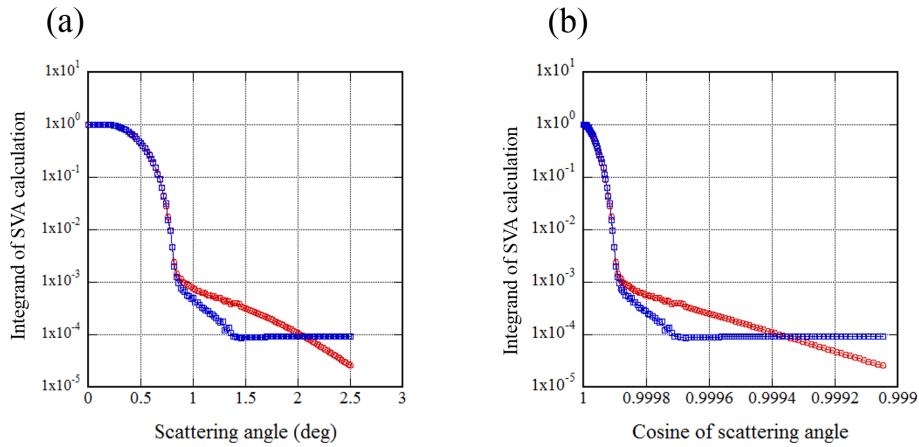 (a)
Integrand of SVA calculation
1x10^1
1x10^0
1x10^-1
1x10^-2
1x10^-3
1x10^-4
1x10^-5
0 0.5 1 1.5 2 2.5 3
Scattering angle (deg)
(b)
Integrand of SVA calculation
1x10^1
1x10^0
1x10^-1
1x10^-2
1x10^-3
1x10^-4
1x10^-5
1 0.9998 0.9996 0.9994 0.9992 0.999
Cosine of scattering angle